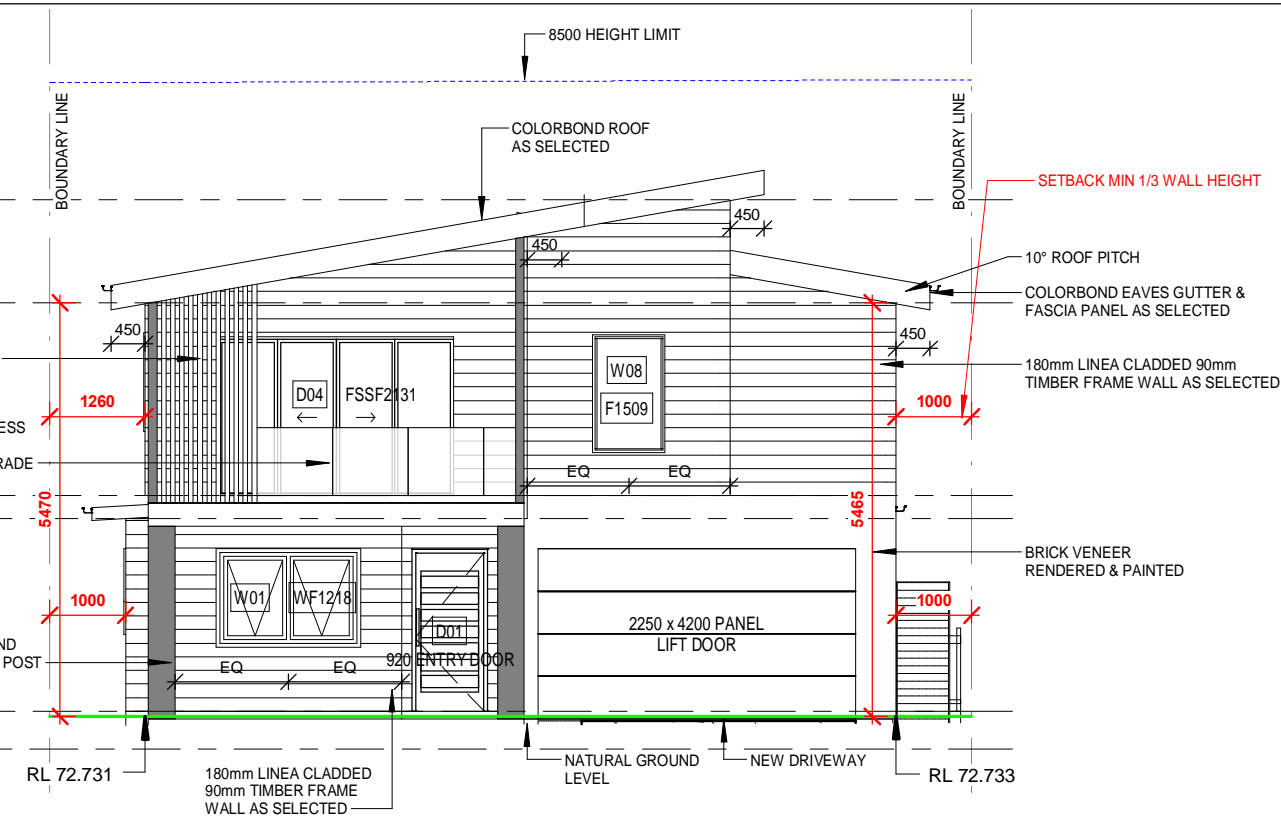 8500 HEIGHT LIMIT
BOUNDARY LINE
BOUNDARY LINE
COLORBOND ROOF
AS SELECTED
SETBACK MIN 1/3 WALL HEIGHT
450
450
10° ROOF PITCH
COLORBOND EAVES GUTTER &
FASCIA PANEL AS SELECTED
450
450
180mm LINEA CLADDED 90mm
TIMBER FRAME WALL AS SELECTED
W08
F1509
D04
FSSF2131
1260
1000
ESS
RADE
EQ
EQ
5470
5465
BRICK VENEER
RENDERED & PAINTED
W01
WF1218
1000
1000
2250 x 4200 PANEL
LIFT DOOR
D01
920 ENTRY DOOR
ND
POST
EQ
EQ
RL 72.731
180mm LINEA CLADDED
90mm TIMBER FRAME
WALL AS SELECTED
NATURAL GROUND
LEVEL
NEW DRIVEWAY
RL 72.733